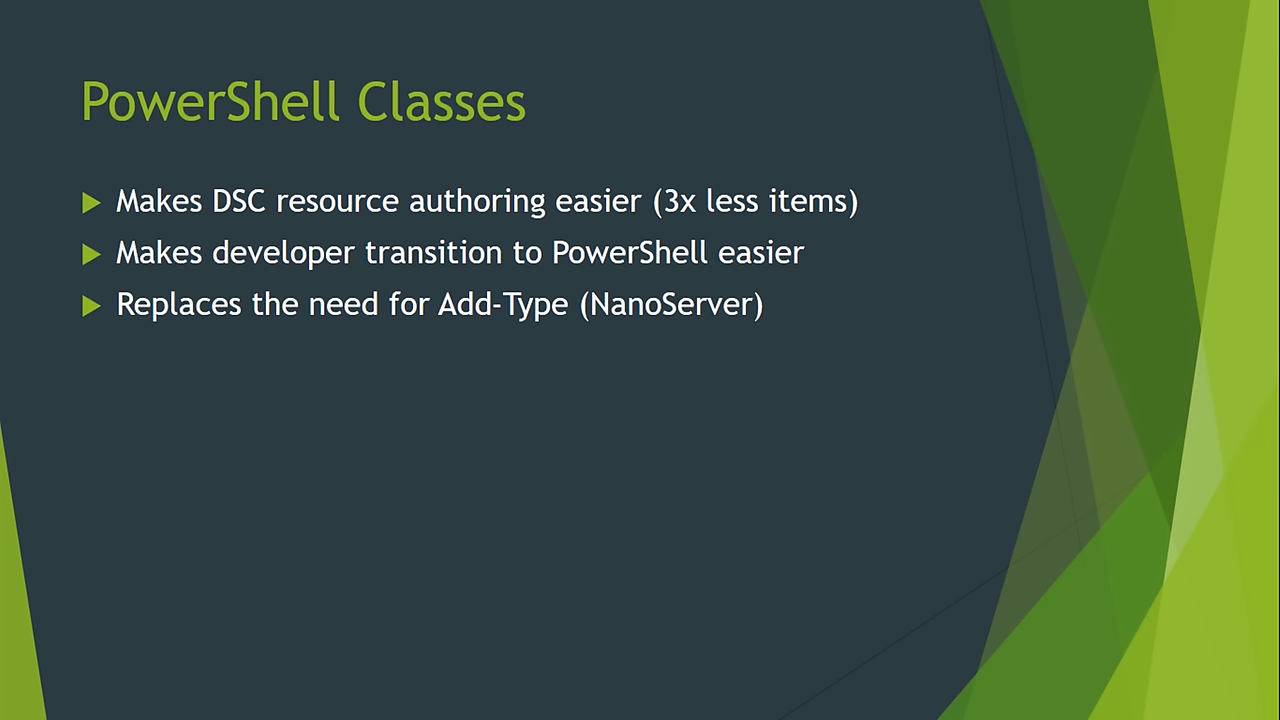 PowerShell Classes
Makes DSC resource authoring easier (3x less items)
Makes developer transition to PowerShell easier
Replaces the need for Add-Type (NanoServer)